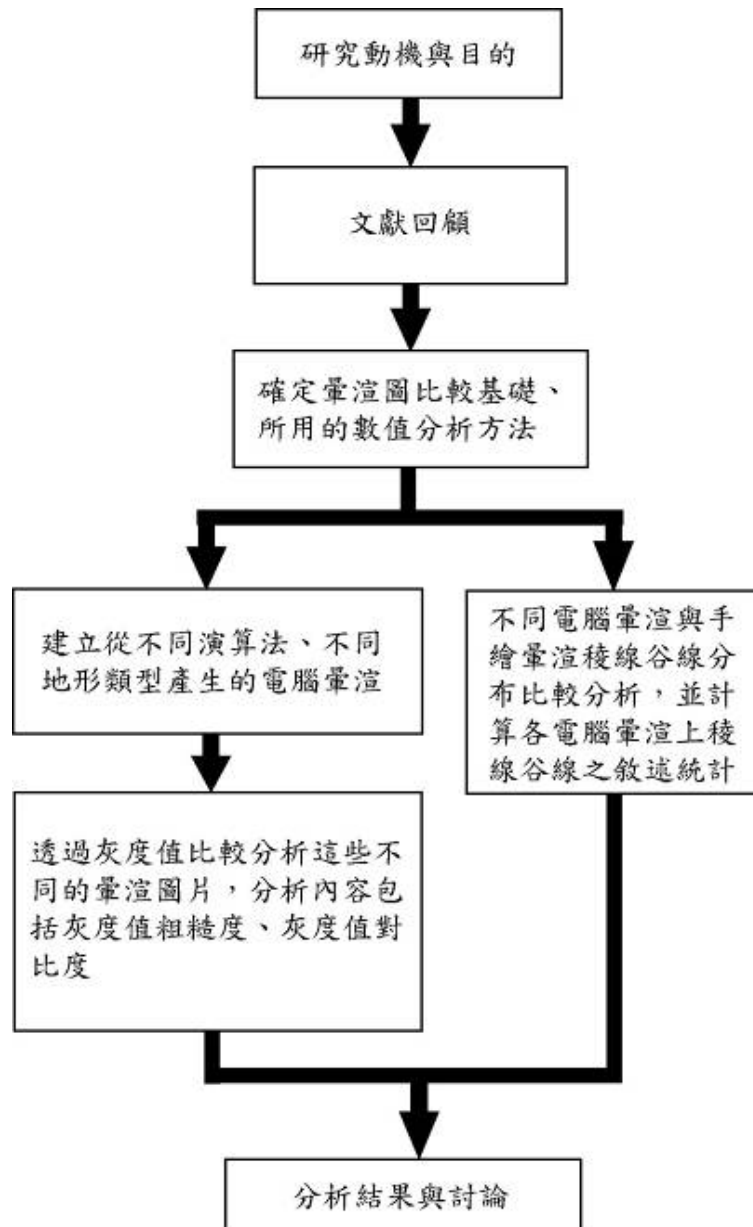 研究動機與目的
文獻回顧
確定暈渲圖比較基礎、
所用的數值分析方法
建立從不同演算法、不同
地形類型產生的電腦暈渲
透過灰度值比較分析這些不
同的暈渲圖片，分析內容包
括灰度值粗糙度、灰度值對
比度
不同電腦暈渲與手
繪暈渲稜線谷線分
布比較分析，並計
算各電腦暈渲上稜
線谷線之敘述統計
分析結果與討論